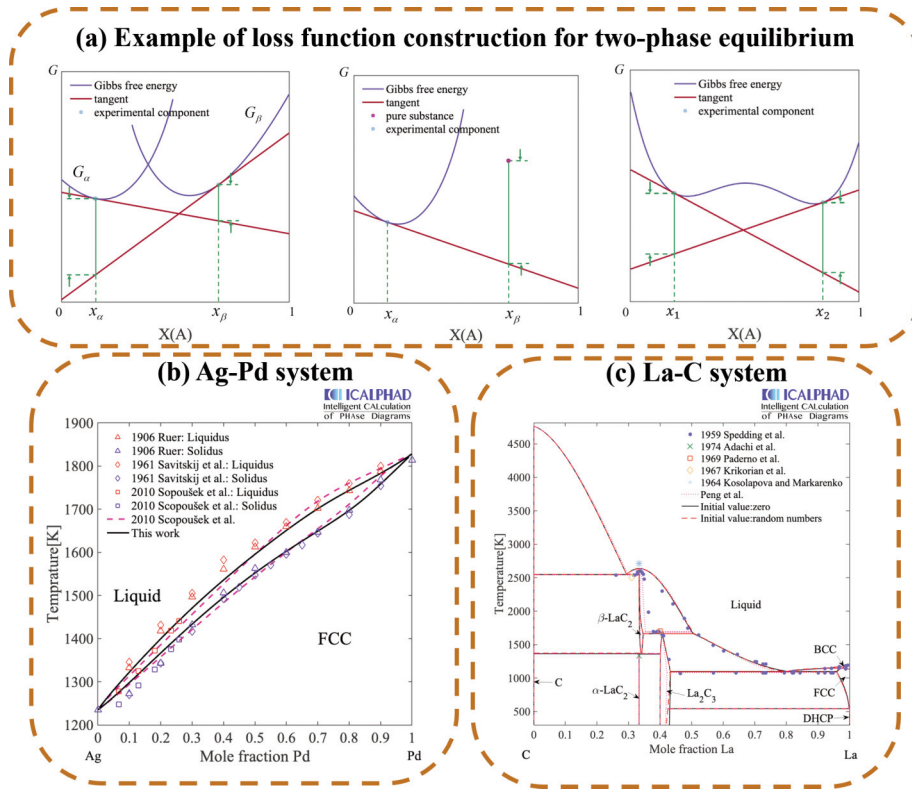 (a) Example of loss function construction for two-phase equilibrium
G
Gibbs free energy
tangent
experimental component
G_β
G_α
0
x_α
x_β
1
X(A)
G
Gibbs free energy
tangent
pure substance
experimental component
0
x_α
x_β
1
X(A)
G
Gibbs free energy
tangent
experimental component
0
x_1
x_2
1
X(A)
(b) Ag-Pd system
ICALPHAD
Intelligent CALculation
of PHAse Diagrams
1900
1800
1700
1600
1500
1400
1300
1200
Temprature[K]
1906 Ruer: Liquidus
1906 Ruer: Solidus
1961 Savitskij et al.: Liquidus
1961 Savitskij et al.: Solidus
2010 Sopoušek et al.: Liquidus
2010 Scopoušek et al.: Solidus
2010 Scopoušek et al.
This work
Liquid
FCC
0 0.1 0.2 0.3 0.4 0.5 0.6 0.7 0.8 0.9 1
Ag
Mole fraction Pd
Pd
(c) La-C system
ICALPHAD
Intelligent CALculation
of PHAse Diagrams
5000
4500
4000
3500
3000
2500
2000
1500
1000
500
Temprature[K]
1959 Spedding et al.
1974 Adachi et al.
1969 Paderno et al.
1967 Krikorian et al.
1964 Kosolapova and Markarenko
Peng et al.
Initial value:zero
Initial value:random numbers
Liquid
β-LaC2
BCC
C
α-LaC2
La2C3
FCC
DHCP
0 0.1 0.2 0.3 0.4 0.5 0.6 0.7 0.8 0.9 1
C
Mole fraction La
La